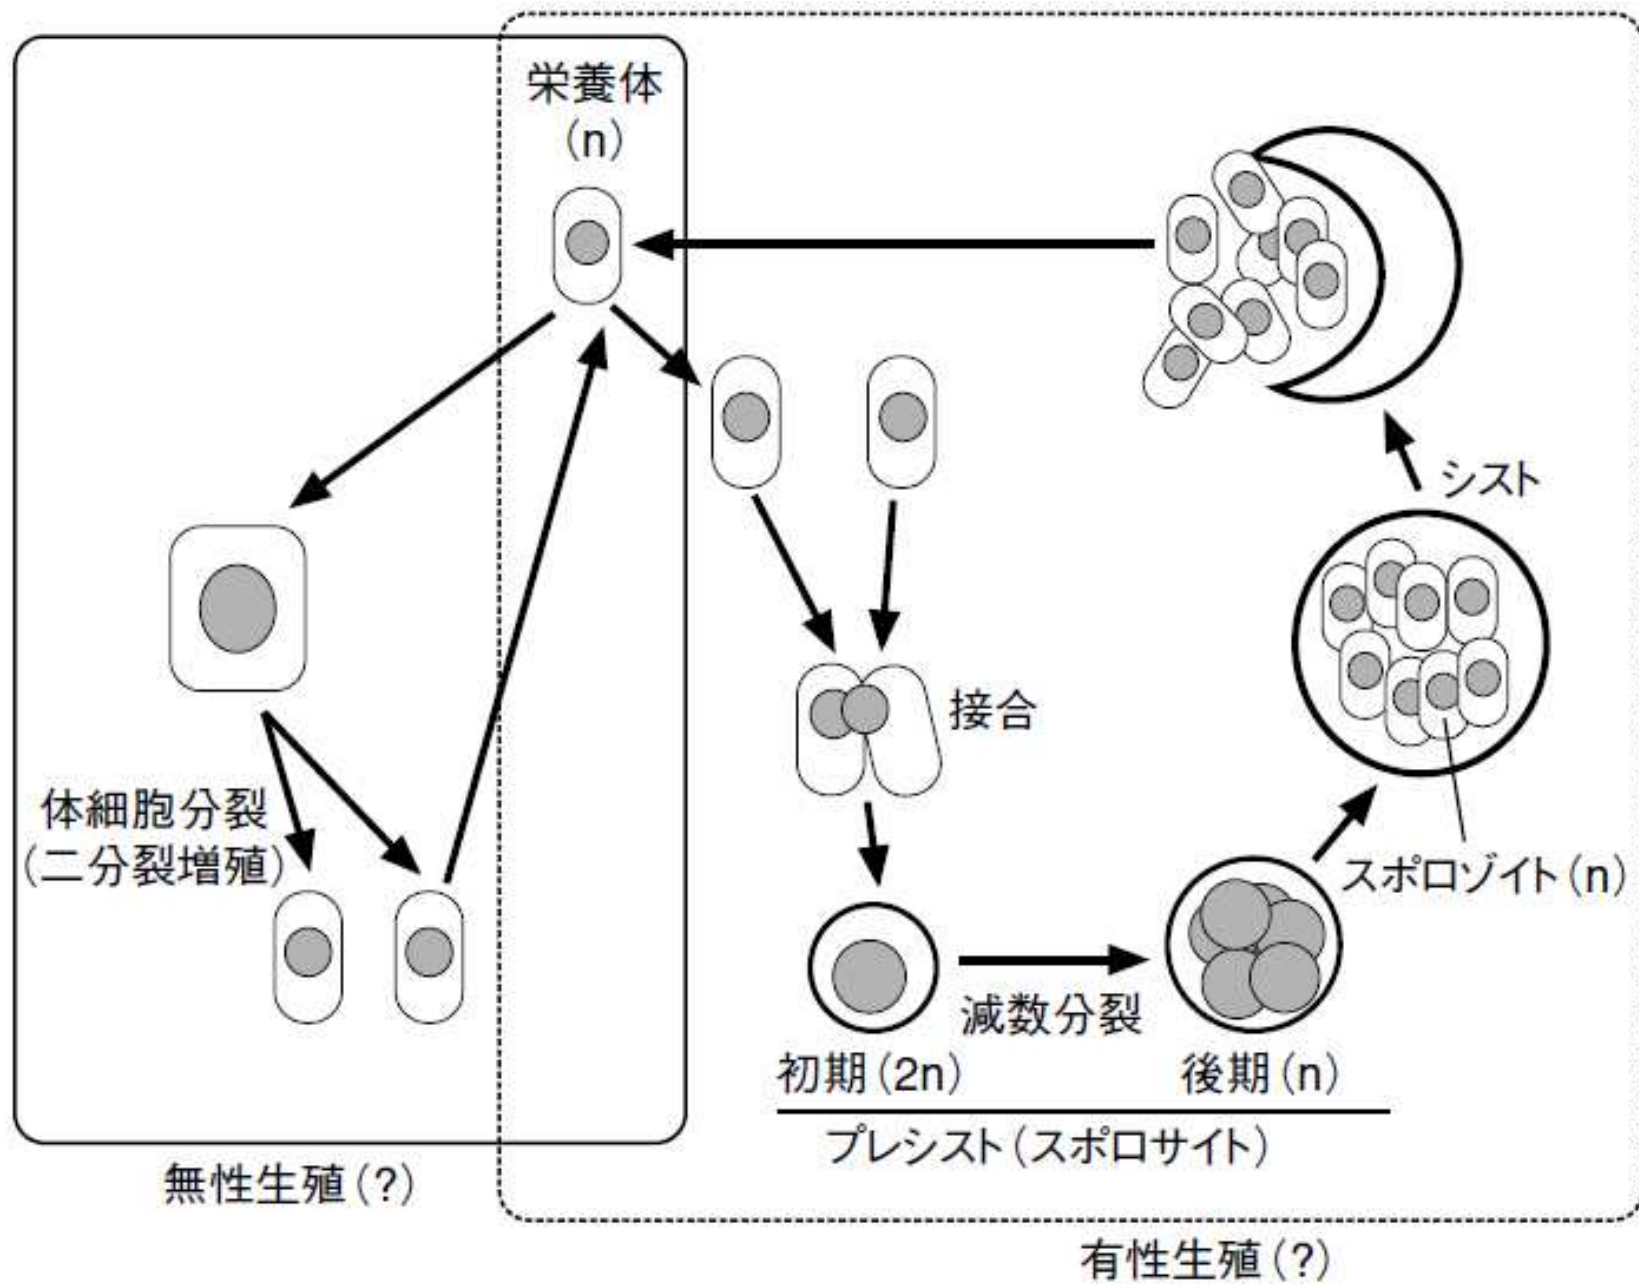 栄養体
(n)
シスト
接合
体細胞分裂
(二分裂増殖)
スポロゾイト(n)
減数分裂
初期(2n)
後期(n)
プレシスト(スポロサイト)
無性生殖(?)
有性生殖(?)